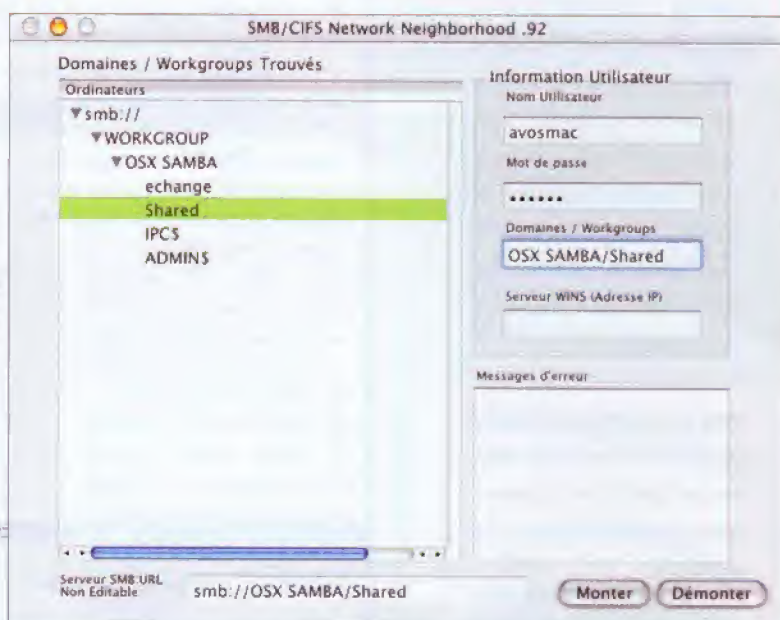 SMB/CIFS Network Neighborhood .92
Domaines / Workgroups Trouvés
Ordinateurs
smb://
WORKGROUP
OSX SAMBA
echange
Shared
IPC$
ADMIN$
Information Utilisateur
Nom Utilisateur
avosmac
Mot de passe
••••••
Domaines / Workgroups
OSX SAMBA/Shared
Serveur WINS (Adresse IP)
Messages d'erreur
Serveur SMB:URL
Non Editable
smb://OSX SAMBA/Shared
Monter
Démonter